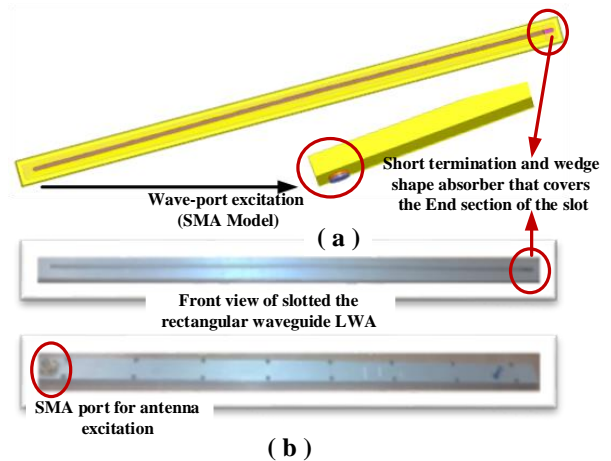 Wave-port excitation
(SMA Model)
Short termination and wedge
shape absorber that covers
the End section of the slot
( a )
Front view of slotted the
rectangular waveguide LWA
SMA port for antenna
excitation
( b )